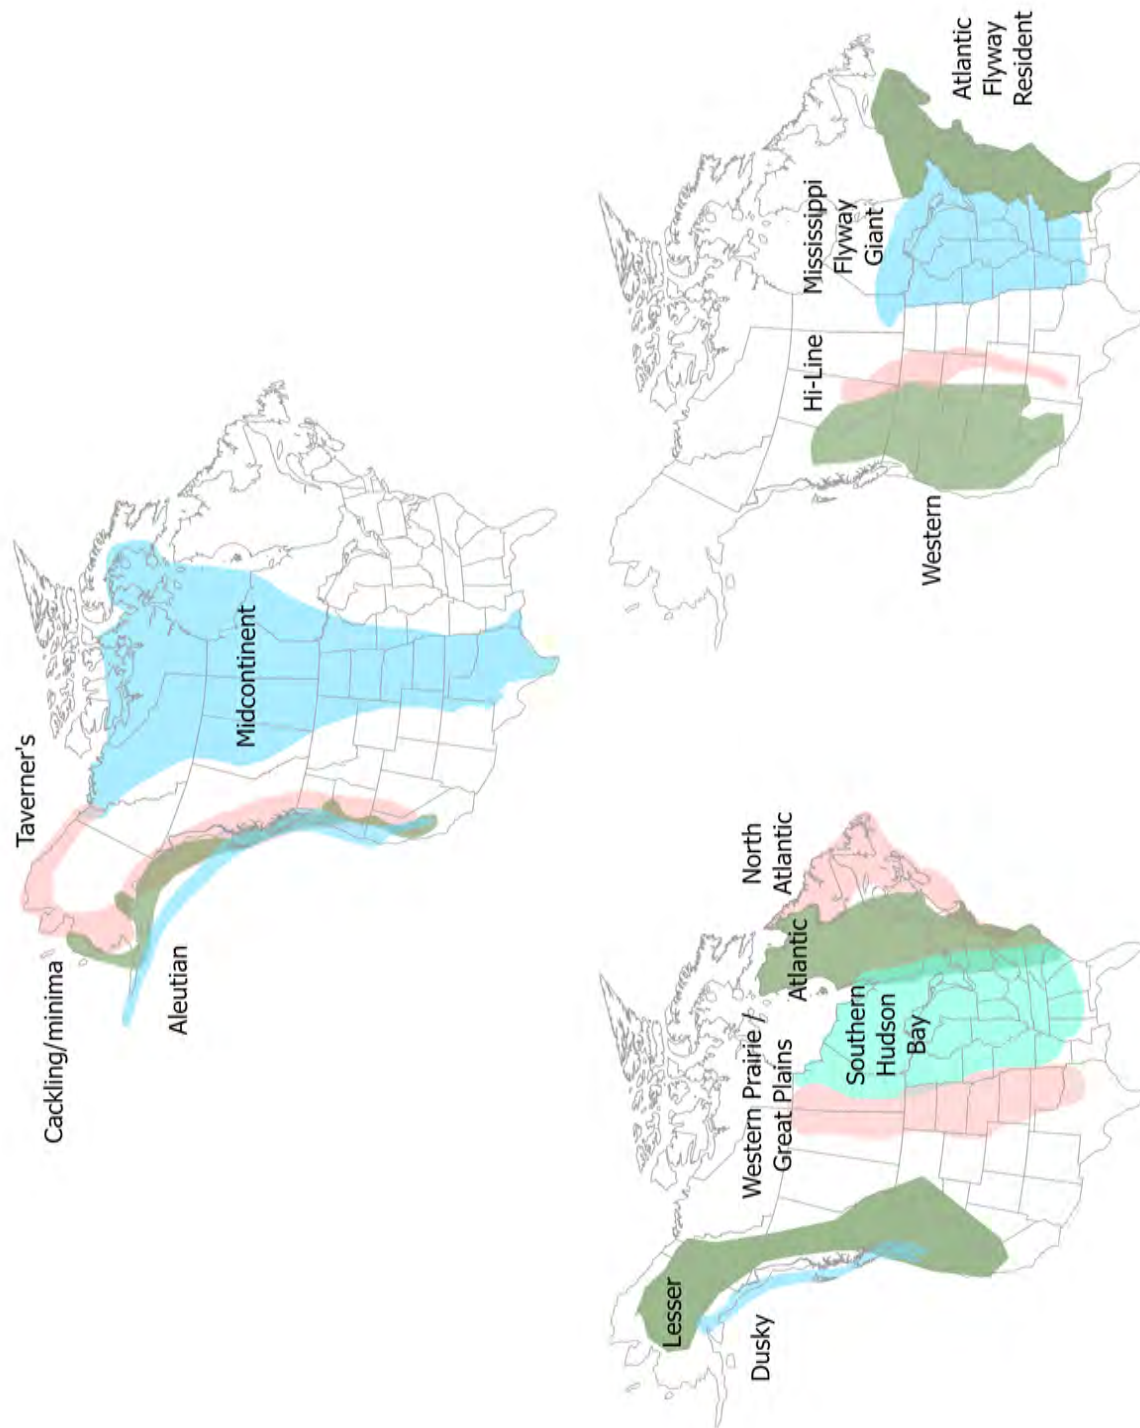 Taverner's
Cackling/minima
Midcontinent
Aleutian
Lesser
Dusky
Western Prairie /
Great Plains
Southern
Hudson
Bay
Atlantic
North
Atlantic
Western
Hi-Line
Mississippi
Flyway
Giant
Atlantic
Flyway
Resident